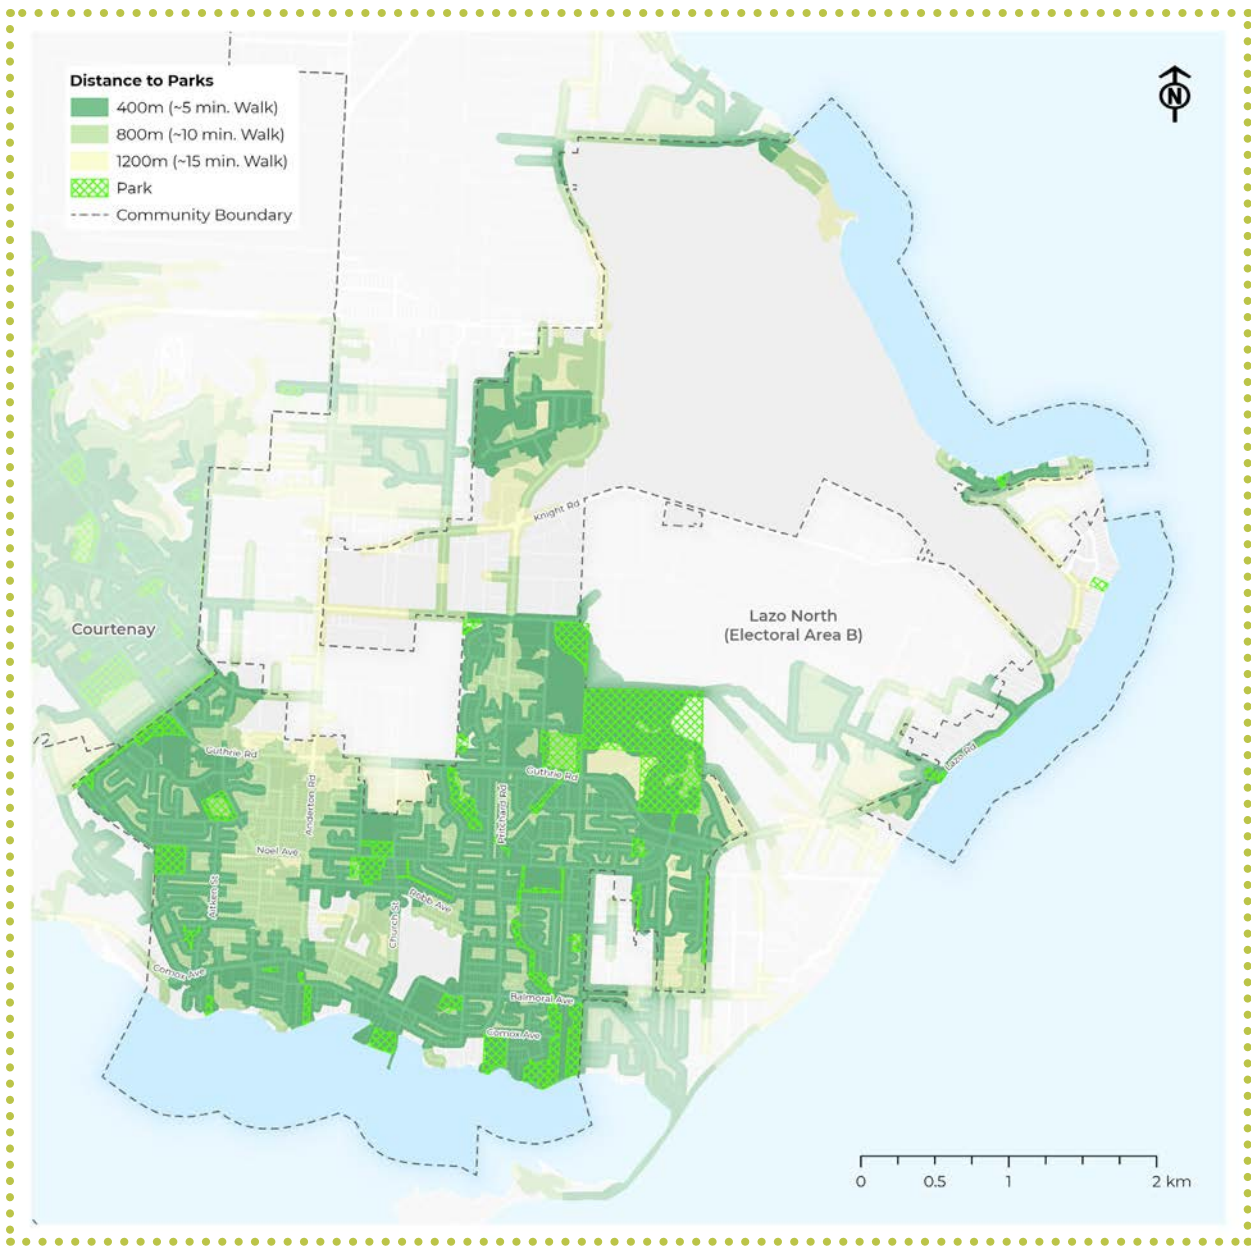 Distance to Parks
400m (~5 min. Walk)
800m (~10 min. Walk)
1200m (~15 min. Walk)
Park
Community Boundary
N
Knight Rd
Courtenay
Lazo North
(Electoral Area B)
Guthrie Rd
Lazo Rd
Guthrie Rd
Anderton Rd
Pritchard Rd
Noel Ave
Aitken St
Robb Ave
Church St
Comox Ave
Balmoral Ave
Comox Ave
0
0.5
1
2 km